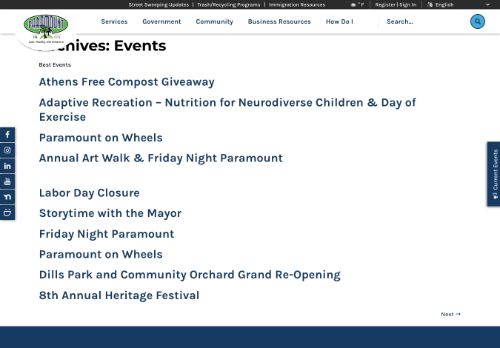 Street Sweeping Updates | Trash/Recycling Programs | Immigration Resources
° F | Register | Sign In | English
PARAMOUNT
Services Government Community Business Resources How Do I Search...
chives: Events
Best Events
Athens Free Compost Giveaway
Adaptive Recreation – Nutrition for Neurodiverse Children & Day of
Exercise
Paramount on Wheels
Annual Art Walk & Friday Night Paramount
Labor Day Closure
Storytime with the Mayor
Friday Night Paramount
Paramount on Wheels
Dills Park and Community Orchard Grand Re-Opening
8th Annual Heritage Festival
Next →
Current Events